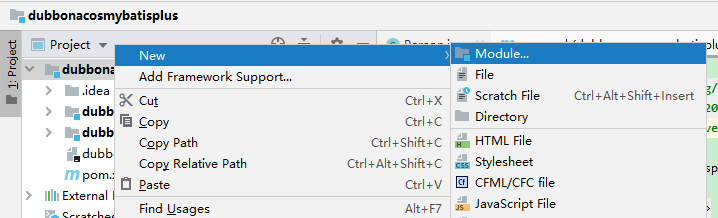 dubbonacosmybatisplus
1: Project
Project
dubbona
.idea
dubb
dubb
dubbo
pom.x
External
Scratches
New
Add Framework Support...
Cut Ctrl+X
Copy Ctrl+C
Copy Path Ctrl+Shift+C
Copy Relative Path Ctrl+Alt+Shift+C
Paste Ctrl+V
Find Usages Alt+F7
Module...
File
Scratch File Ctrl+Alt+Shift+Insert
Directory
HTML File
Stylesheet
CFML/CFC file
JavaScript File